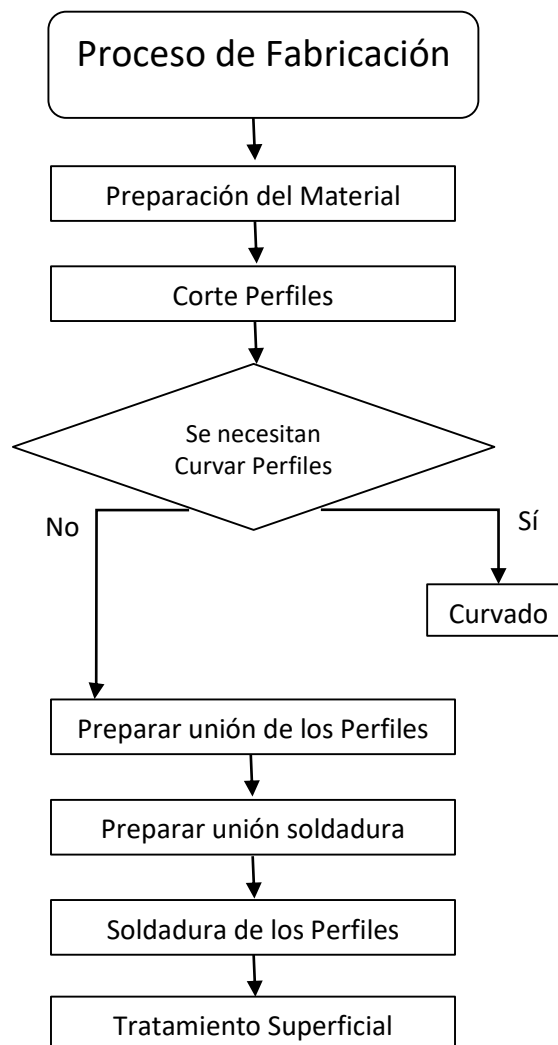 Proceso de Fabricación
Preparación del Material
Corte Perfiles
Se necesitan
Curvar Perfiles
No
Sí
Curvado
Preparar unión de los Perfiles
Preparar unión soldadura
Soldadura de los Perfiles
Tratamiento Superficial